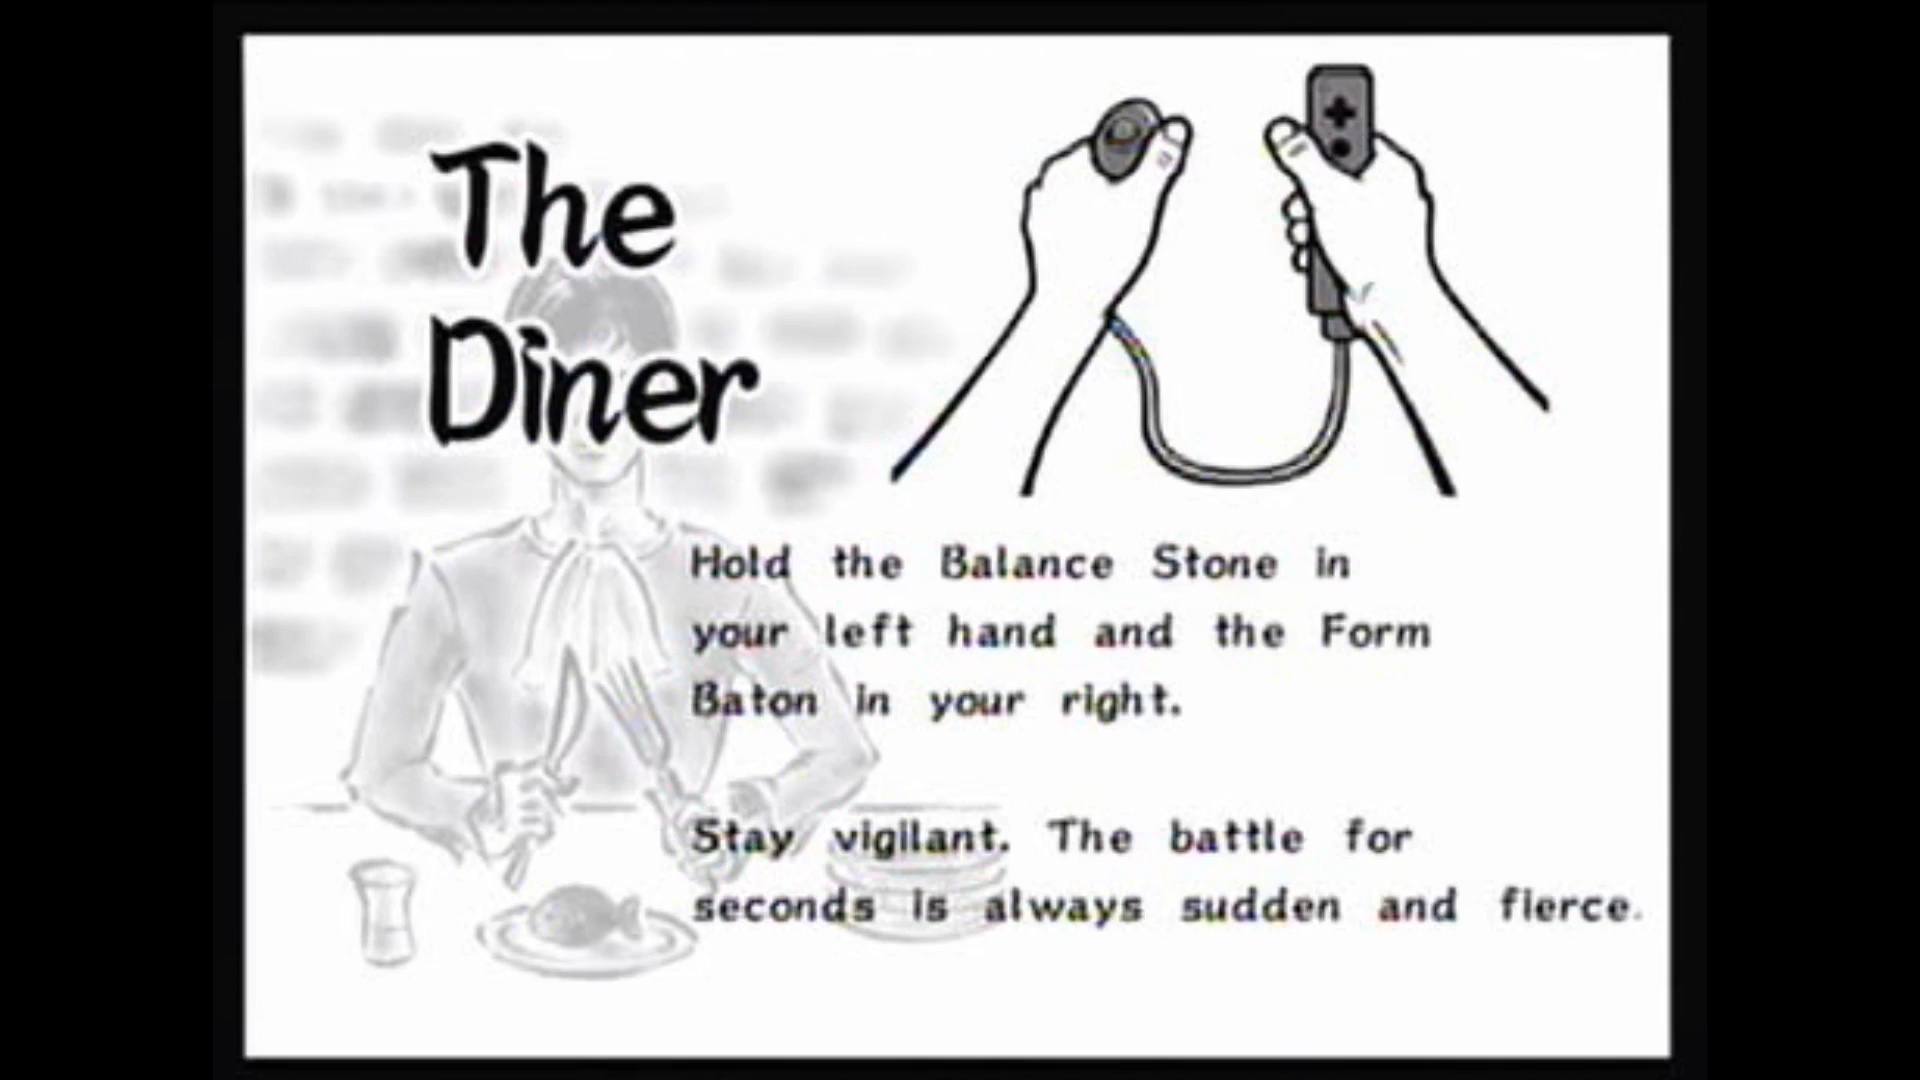 The
Diner
Hold the Balance Stone in
your left hand and the Form
Baton in your right.
Stay vigilant. The battle for
seconds is always sudden and fierce.